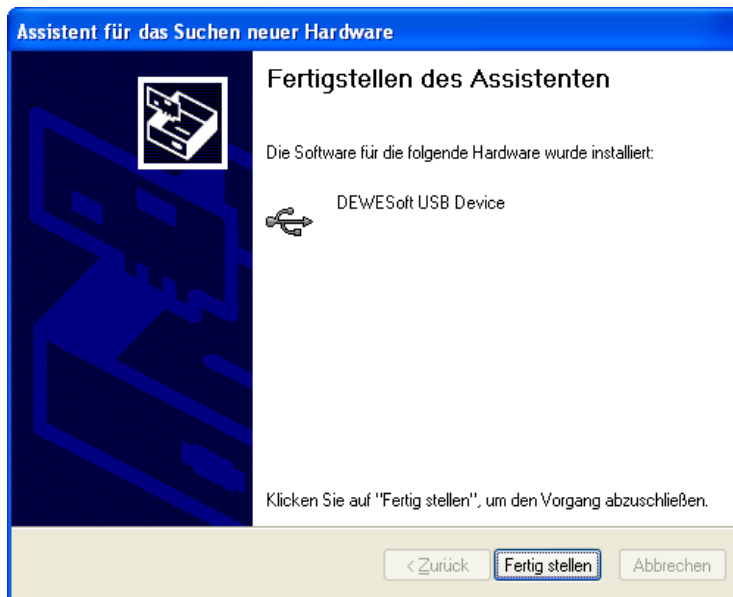 Assistent für das Suchen neuer Hardware
Fertigstellen des Assistenten
Die Software für die folgende Hardware wurde installiert:
DEWESoft USB Device
Klicken Sie auf "Fertig stellen", um den Vorgang abzuschließen.
< Zurück Fertig stellen Abbrechen